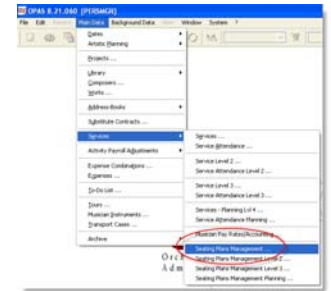 OPAS 8.21.060 [PERSMGR]
File Edit Main Data Background Data View Window System ?
Dates
Artistic Planning
Projects ...
Library
Composers ...
Works ...
Address-Books
Substitute Contracts ...
Services
Activity Payroll Adjustments
Expense Combinations ...
Expenses ...
To-Do List ...
Tours ...
Musician Instruments ...
Transport Cases ...
Archive
Services ...
Service Attendance ...
Service Level 2 ...
Service Attendance Level 2 ...
Service Level 3 ...
Service Attendance Level 3 ...
Services - Planning Lvl 4 ...
Service Attendance Planning ...
Musician Pay Rates/Accounting ...
Seating Plans Management ...
Seating Plans Management Level 2 ...
Seating Plans Management Level 3 ...
Seating Plans Management Planning ...
Orc
Adm